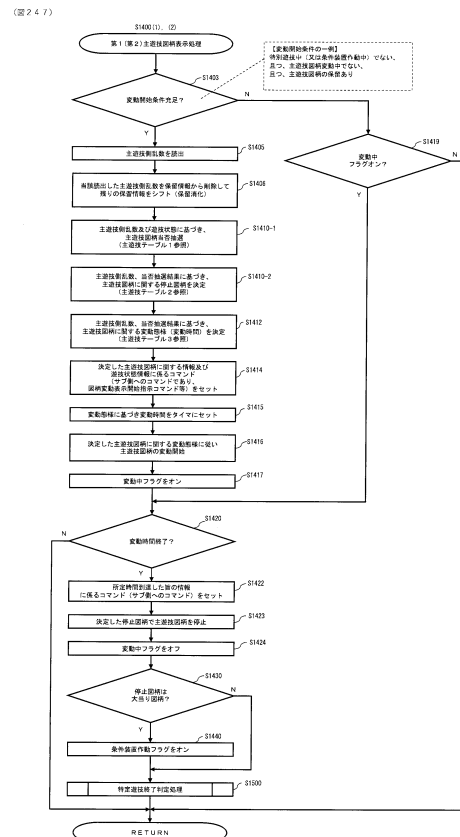 (図247)
S1400(1)、(2)
第1(第2)主遊技図柄表示処理
【変動開始条件の一例】
特別遊技中(又は条件装置作動中)でない、
且つ、主遊技図柄変動中でない、
且つ、主遊技図柄の保留あり
S1403
変動開始条件充足?
N
Y
S1405
主遊技側乱数を読出
S1419
変動中
フラグオン?
N
Y
S1406
当該読出した主遊技側乱数を保留情報から削除して
残りの保留情報をシフト(保留消化)
S1410-1
主遊技側乱数及び遊技状態に基づき、
主遊技図柄当否抽選
(主遊技テーブル1参照)
S1410-2
主遊技側乱数、当否抽選結果に基づき、
主遊技図柄に関する停止図柄を決定
(主遊技テーブル2参照)
S1412
主遊技側乱数、当否抽選結果に基づき、
主遊技図柄に関する変動態様(変動時間)を決定
(主遊技テーブル3参照)
S1414
決定した主遊技図柄に関する情報及び
遊技状態情報に係るコマンド
(サブ側へのコマンドであり、
図柄変動表示開始指示コマンド等)をセット
S1415
変動態様に基づき変動時間をタイマにセット
S1416
決定した主遊技図柄に関する変動態様に従い
主遊技図柄の変動開始
S1417
変動中フラグをオン
S1420
変動時間終了?
N
Y
S1422
所定時間到達した旨の情報
に係るコマンド(サブ側へのコマンド)をセット
S1423
決定した停止図柄で主遊技図柄を停止
S1424
変動中フラグをオフ
S1430
停止図柄は
大当り図柄?
N
Y
S1440
条件装置作動フラグをオン
S1500
特定遊技終了判定処理
RETURN